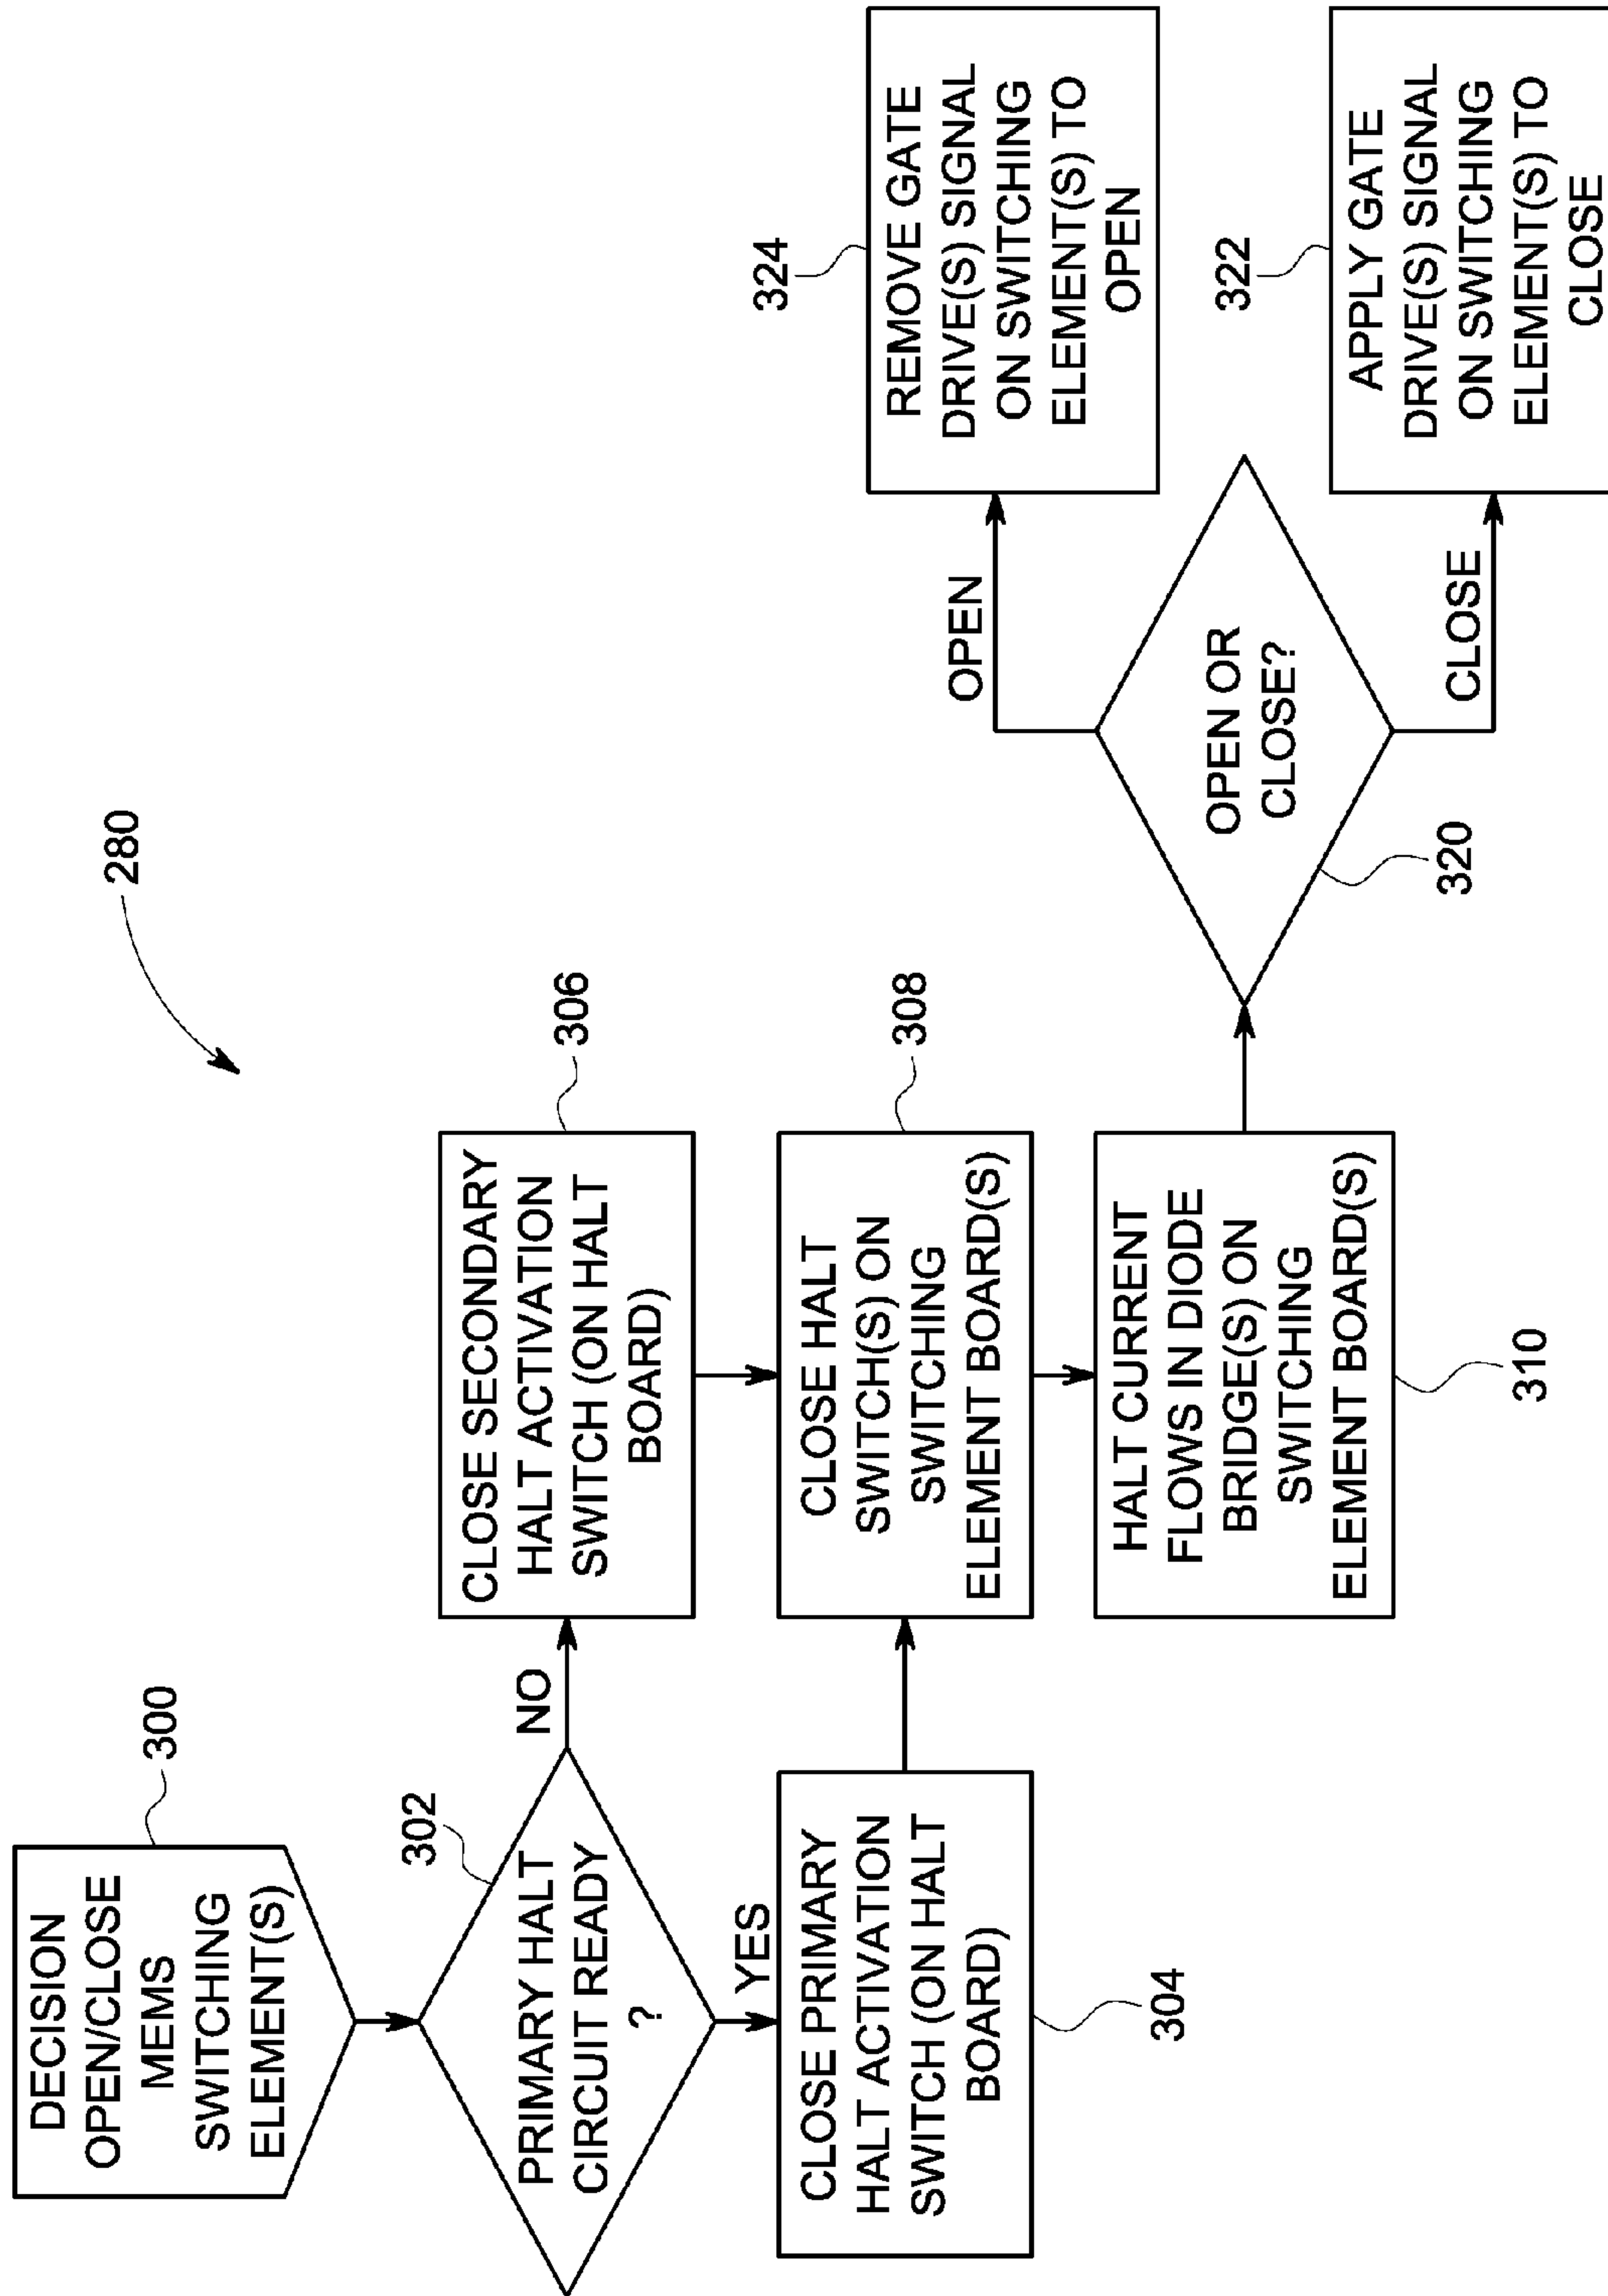 280
300
DECISION
OPEN/CLOSE
MEMS
SWITCHING
ELEMENT(S)
302
PRIMARY HALT
CIRCUIT READY
?
NO
YES
306
CLOSE SECONDARY
HALT ACTIVATION
SWITCH (ON HALT
BOARD)
304
CLOSE PRIMARY
HALT ACTIVATION
SWITCH (ON HALT
BOARD)
308
CLOSE HALT
SWITCH(S) ON
SWITCHING
ELEMENT BOARD(S)
310
HALT CURRENT
FLOWS IN DIODE
BRIDGE(S) ON
SWITCHING
ELEMENT BOARD(S)
320
OPEN OR
CLOSE?
OPEN
CLOSE
324
REMOVE GATE
DRIVE(S) SIGNAL
ON SWITCHING
ELEMENT(S) TO
OPEN
322
APPLY GATE
DRIVE(S) SIGNAL
ON SWITCHING
ELEMENT(S) TO
CLOSE